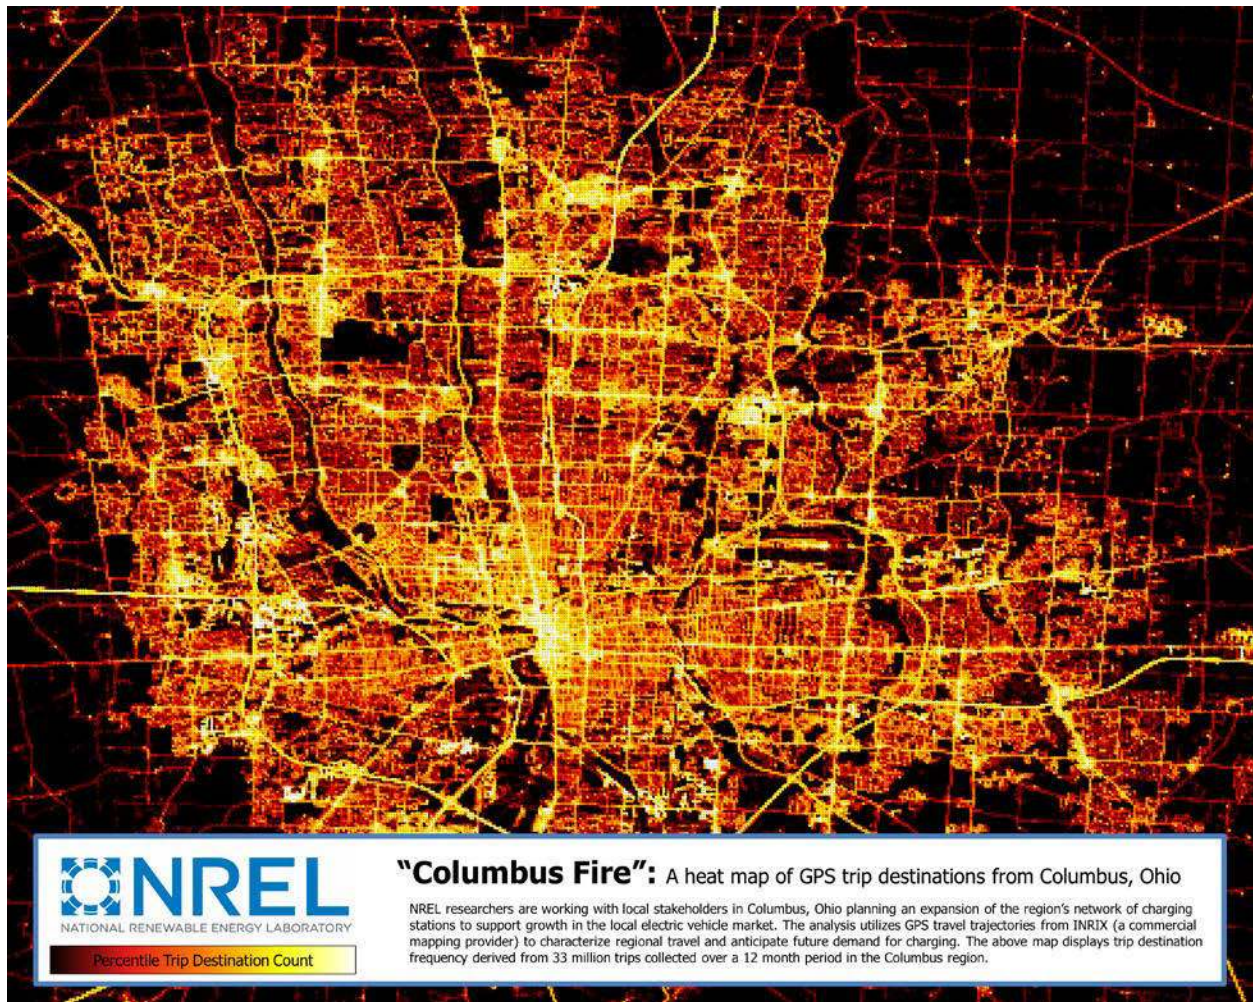 NREL
NATIONAL RENEWABLE ENERGY LABORATORY
Percentile Trip Destination Count
"Columbus Fire": A heat map of GPS trip destinations from Columbus, Ohio
NREL researchers are working with local stakeholders in Columbus, Ohio planning an expansion of the region's network of charging
stations to support growth in the local electric vehicle market. The analysis utilizes GPS travel trajectories from INRIX (a commercial
mapping provider) to characterize regional travel and anticipate future demand for charging. The above map displays trip destination
frequency derived from 33 million trips collected over a 12 month period in the Columbus region.